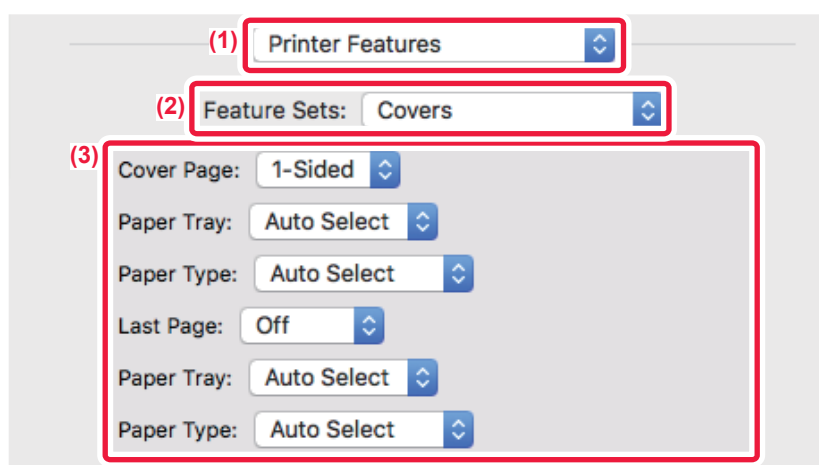 (1) Printer Features
(2) Feature Sets: Covers
(3)
Cover Page: 1-Sided
Paper Tray: Auto Select
Paper Type: Auto Select
Last Page: Off
Paper Tray: Auto Select
Paper Type: Auto Select